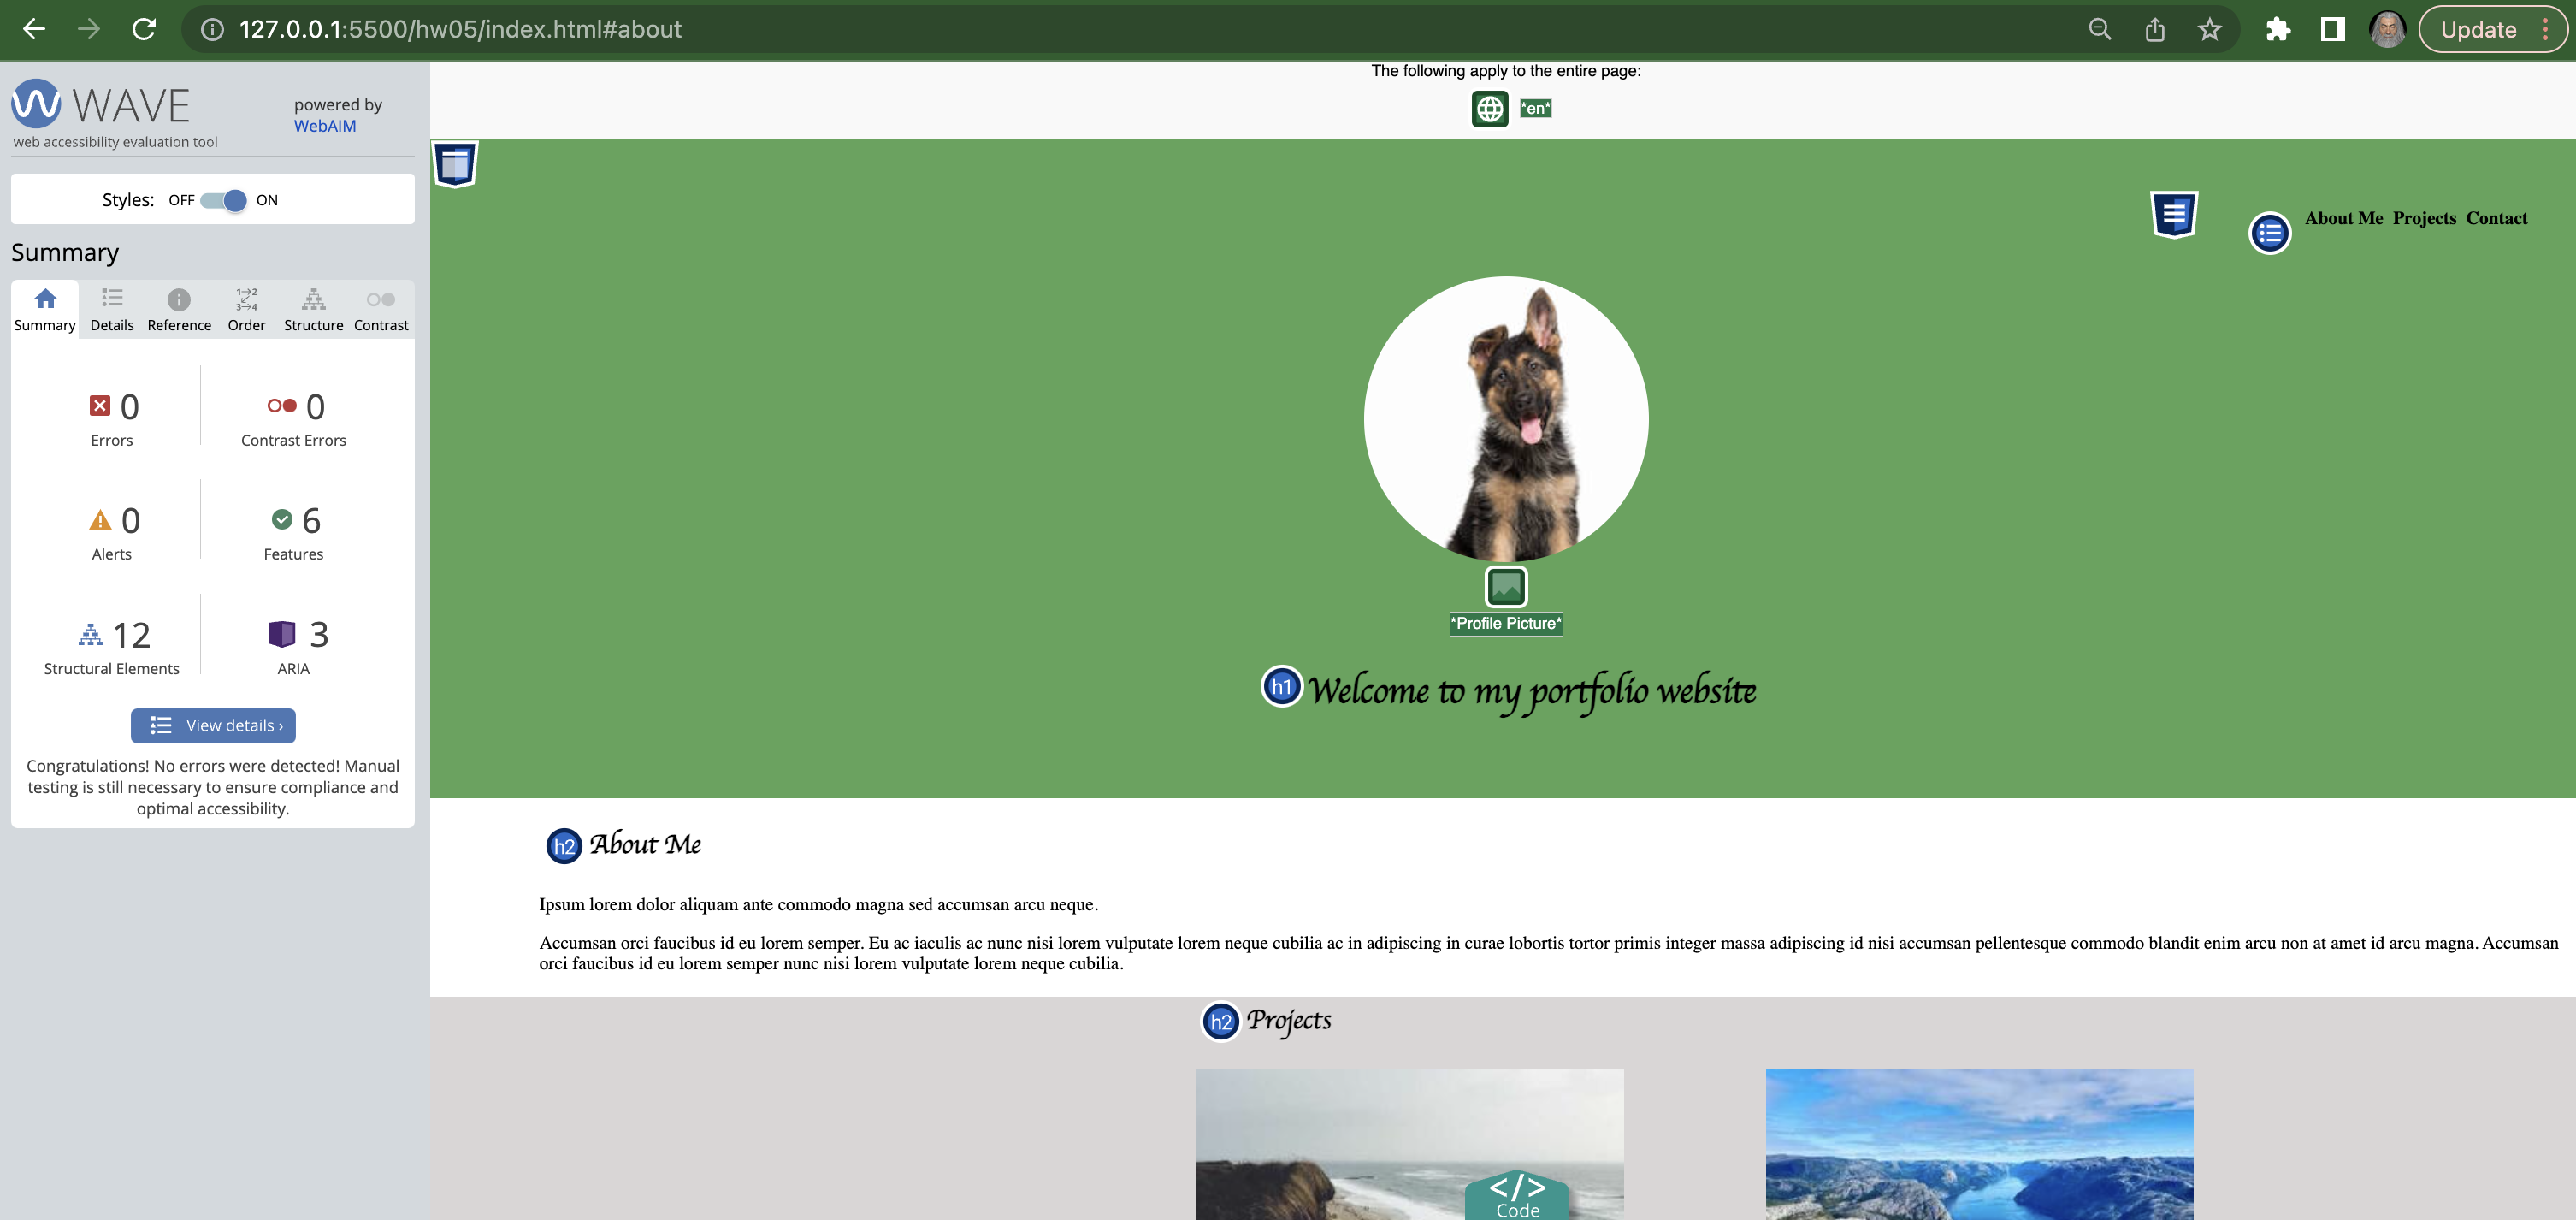 127.0.0.1:5500/hw05/index.html#about
Update
WAVE
web accessibility evaluation tool
powered by
WebAIM
Styles: OFF ON
Summary
Summary Details Reference Order Structure Contrast
1→2
3→4
0 0
Errors Contrast Errors
0 6
Alerts Features
12 3
Structural Elements ARIA
View details ›
Congratulations! No errors were detected! Manual
testing is still necessary to ensure compliance and
optimal accessibility.
The following apply to the entire page:
*en*
About Me Projects Contact
*Profile Picture*
h1 Welcome to my portfolio website
h2 About Me
Ipsum lorem dolor aliquam ante commodo magna sed accumsan arcu neque.
Accumsan orci faucibus id eu lorem semper. Eu ac iaculis ac nunc nisi lorem vulputate lorem neque cubilia ac in adipiscing in curae lobortis tortor primis integer massa adipiscing id nisi accumsan pellentesque commodo blandit enim arcu non at amet id arcu magna. Accumsan
orci faucibus id eu lorem semper nunc nisi lorem vulputate lorem neque cubilia.
h2 Projects
</>
Code